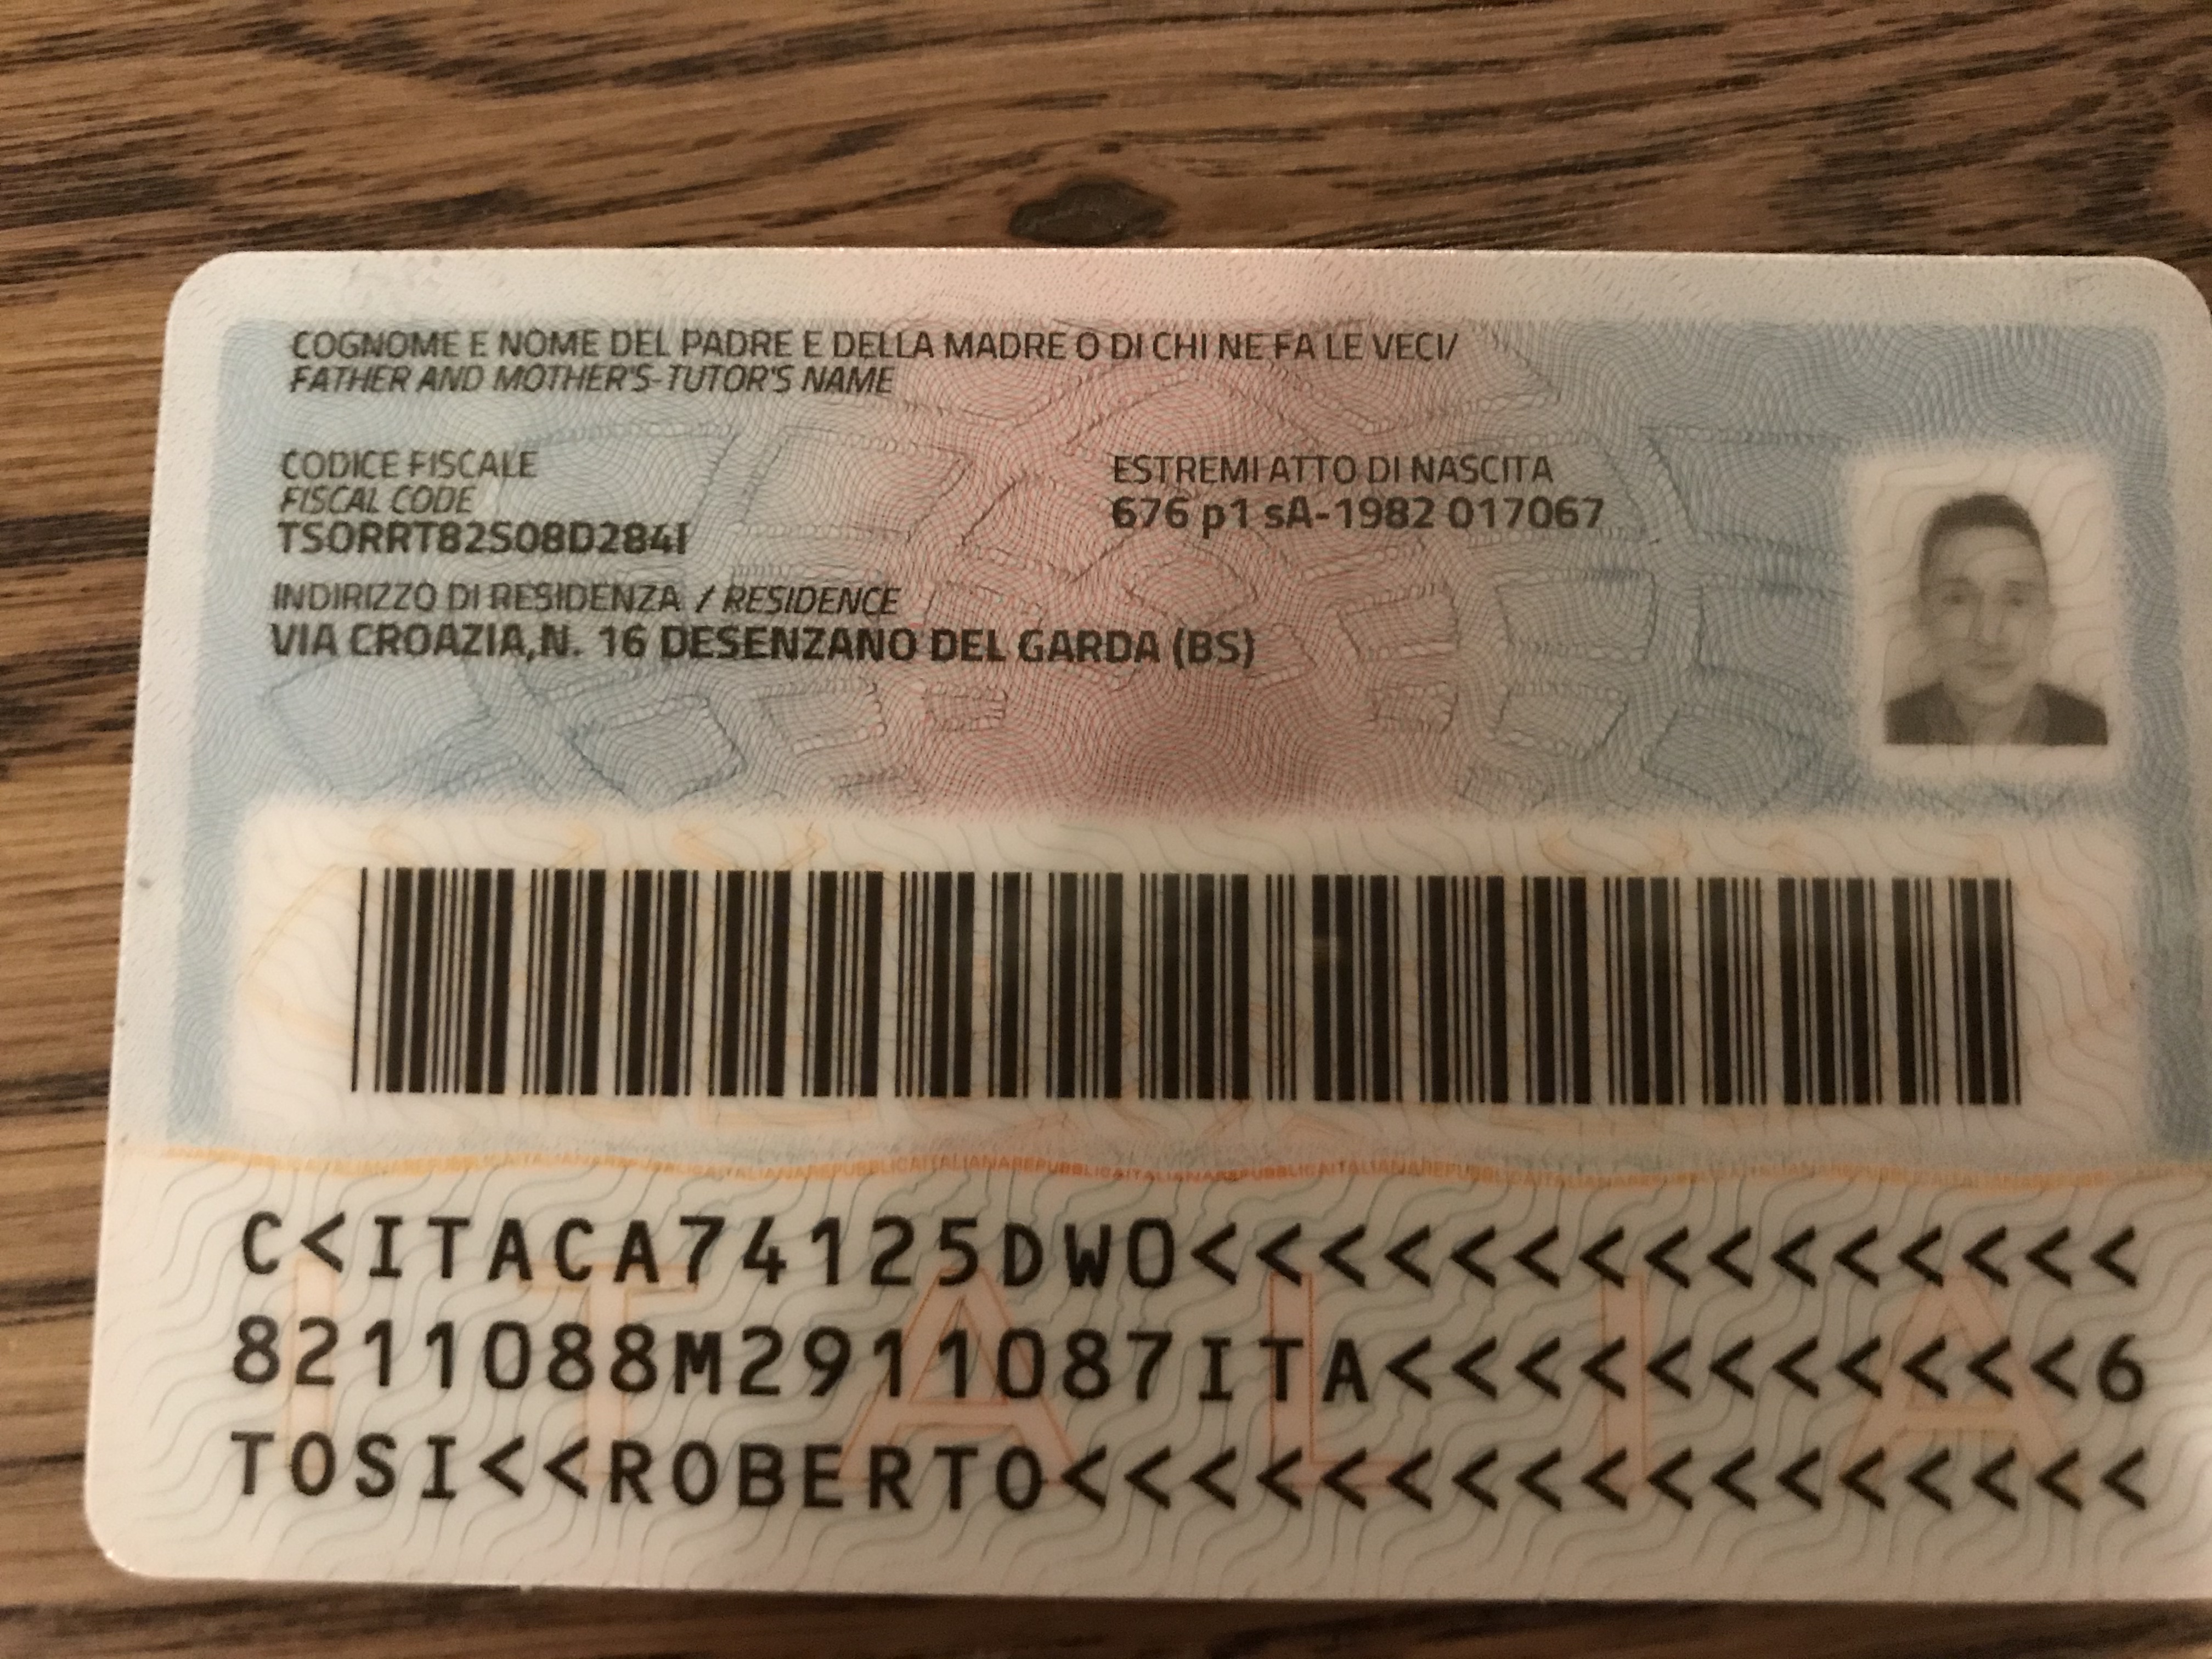 COGNOME E NOME DEL PADRE E DELLA MADRE O DI CHI NE FA LE VECI/
FATHER AND MOTHER'S-TUTOR'S NAME
CODICE FISCALE
FISCAL CODE
TSORRT82S08D284I
ESTREMI ATTO DI NASCITA
676 p1 sA-1982 017067
INDIRIZZO DI RESIDENZA / RESIDENCE
VIA CROAZIA,N. 16 DESENZANO DEL GARDA (BS)
C<ITACA74125DW0<<<<<<<<<<<<<<<
8211088M2911087ITA<<<<<<<<<<<6
TOSI<<ROBERTO<<<<<<<<<<<<<<<<<
ITALIA